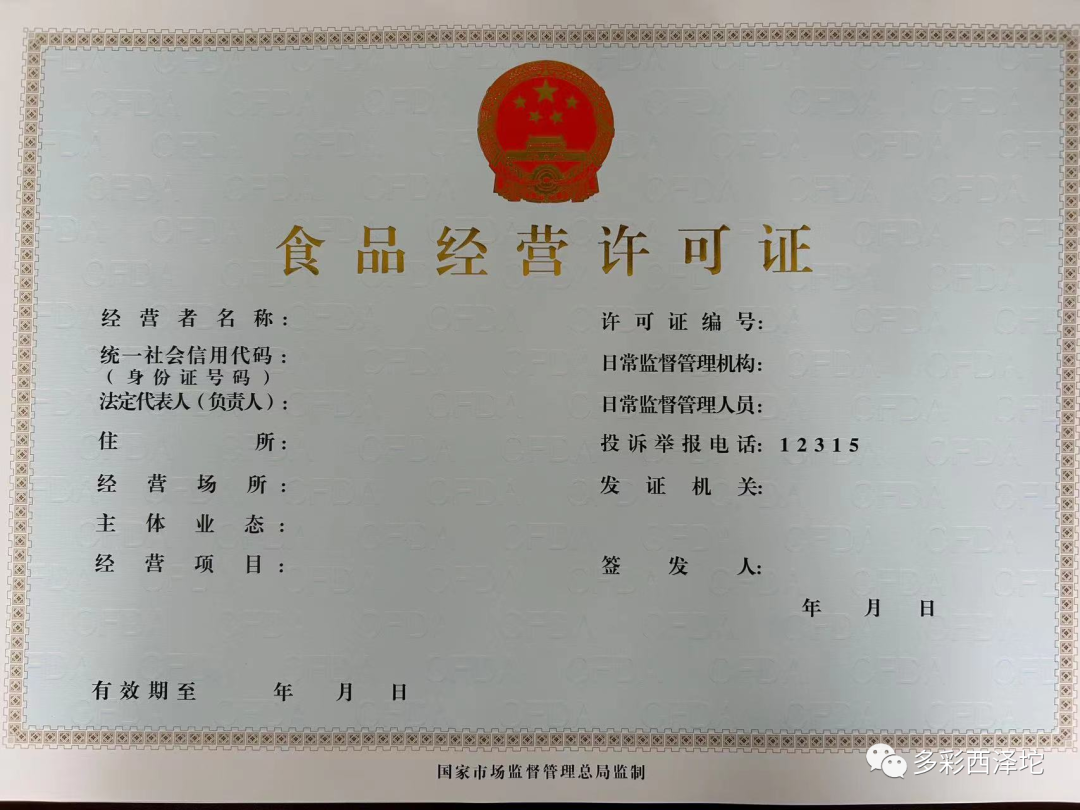 食品经营许可证
经营者名称：
统一社会信用代码：
（身份证号码）
法定代表人（负责人）：
住所：
经营场所：
主体业态：
经营项目：
有效期至 年 月 日
许可证编号：
日常监督管理机构：
日常监督管理人员：
投诉举报电话：12315
发证机关：
签发人：
年 月 日
国家市场监督管理总局监制
多彩西泽坨
CFDA